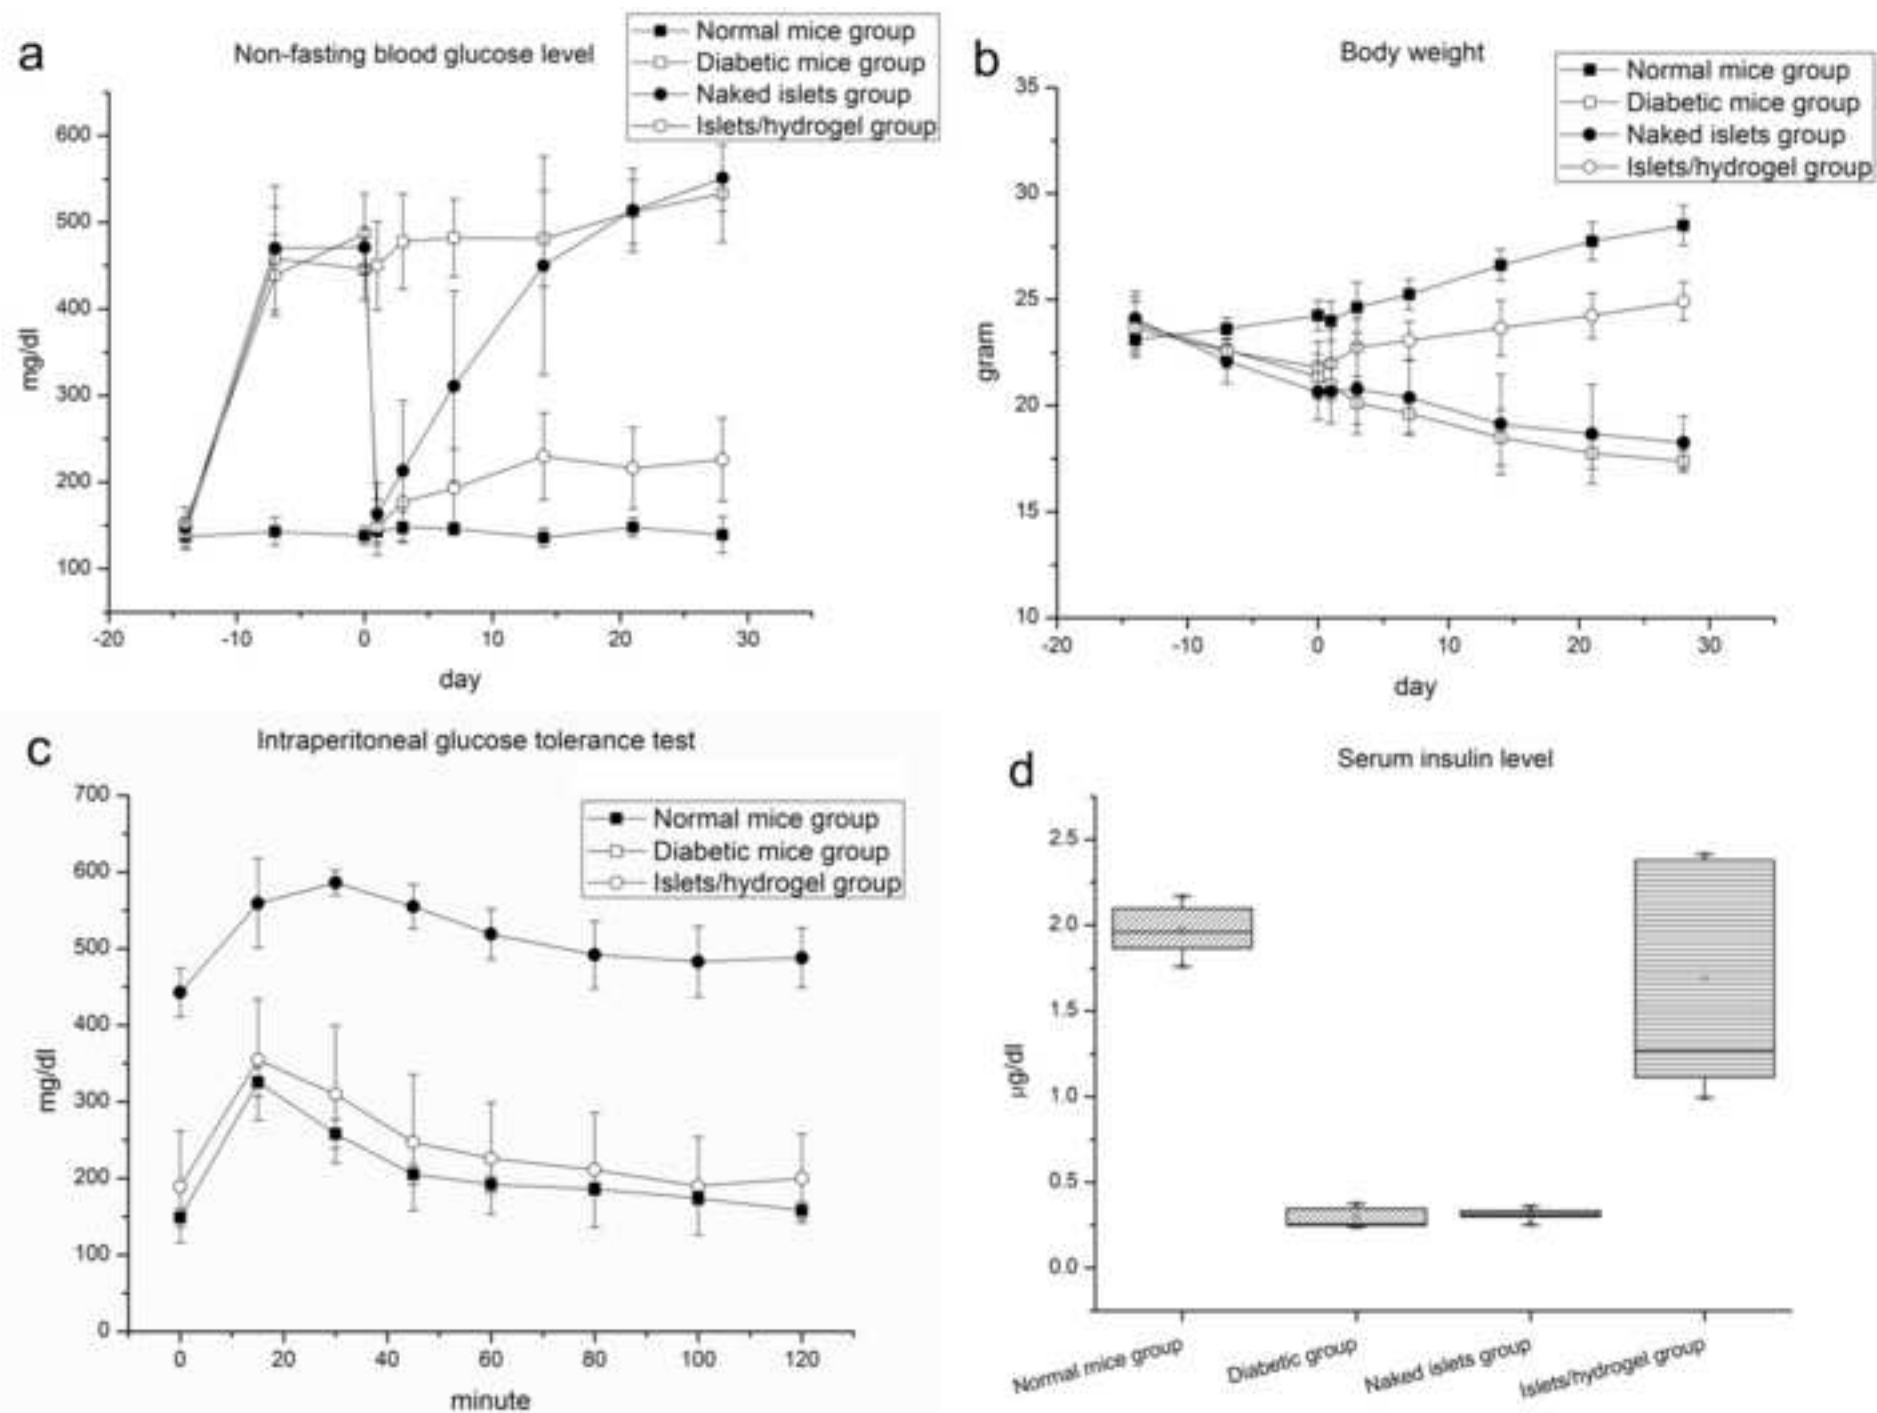 a
Non-fasting blood glucose level
Normal mice group
Diabetic mice group
Naked islets group
Islets/hydrogel group
600
500
400
300
200
100
mg/dl
-20
-10
0
10
20
30
day
b
Body weight
Normal mice group
Diabetic mice group
Naked islets group
Islets/hydrogel group
35
30
25
20
15
10
gram
-20
-10
0
10
20
30
day
c
Intraperitoneal glucose tolerance test
Normal mice group
Diabetic mice group
Islets/hydrogel group
700
600
500
400
300
200
100
0
mg/dl
0
20
40
60
80
100
120
minute
d
Serum insulin level
2.5
2.0
1.5
1.0
0.5
0.0
μg/dl
Normal mice group
Diabetic group
Naked islets group
Islets/hydrogel group